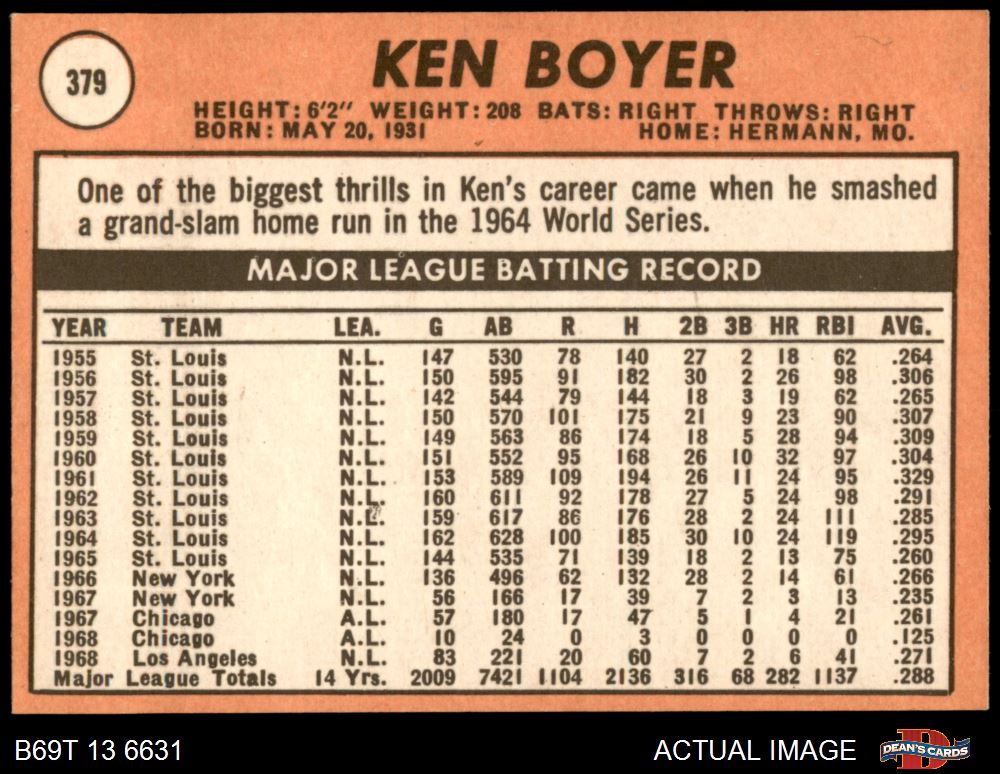 379
KEN BOYER
HEIGHT: 6'2" WEIGHT: 208 BATS: RIGHT THROWS: RIGHT
BORN: MAY 20, 1931 HOME: HERMANN, MO.
One of the biggest thrills in Ken's career came when he smashed
a grand-slam home run in the 1964 World Series.
MAJOR LEAGUE BATTING RECORD
YEAR TEAM LEA. G AB R H 2B 3B HR RBI AVG.
1955 St. Louis N.L. 147 530 78 140 27 2 18 62 .264
1956 St. Louis N.L. 150 595 91 182 30 2 26 98 .306
1957 St. Louis N.L. 142 544 79 144 18 3 19 62 .265
1958 St. Louis N.L. 150 570 101 175 21 9 23 90 .307
1959 St. Louis N.L. 149 563 86 174 18 5 28 94 .309
1960 St. Louis N.L. 151 552 95 168 26 10 32 97 .304
1961 St. Louis N.L. 153 589 109 194 26 11 24 95 .329
1962 St. Louis N.L. 160 611 92 178 27 5 24 98 .291
1963 St. Louis N.L. 159 617 86 176 28 2 24 111 .285
1964 St. Louis N.L. 162 628 100 185 30 10 24 119 .295
1965 St. Louis N.L. 144 535 71 139 18 2 13 75 .260
1966 New York N.L. 136 496 62 132 28 2 14 61 .266
1967 New York N.L. 56 166 17 39 7 2 3 13 .235
1967 Chicago A.L. 57 180 17 47 5 1 4 21 .261
1968 Chicago A.L. 10 24 0 3 0 0 0 0 .125
1968 Los Angeles N.L. 83 221 20 60 7 2 6 41 .271
Major League Totals 14 Yrs. 2009 7421 1104 2136 316 68 282 1137 .288
B69T 13 6631 ACTUAL IMAGE DEAN'S CARDS